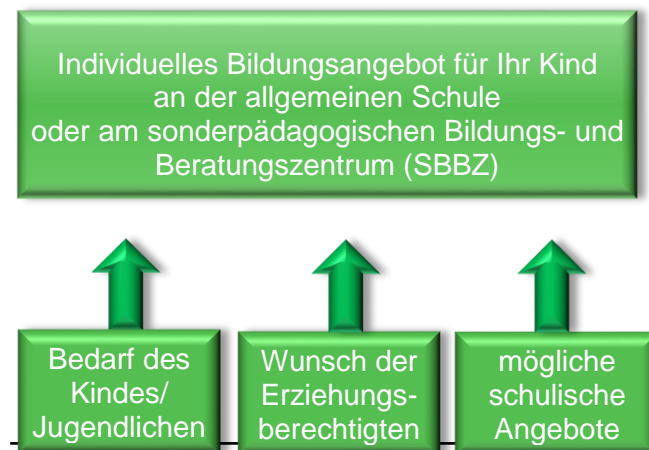 Individuelles Bildungsangebot für Ihr Kind
an der allgemeinen Schule
oder am sonderpädagogischen Bildungs- und
Beratungszentrum (SBBZ)
Bedarf des
Kindes/
Jugendlichen
Wunsch der
Erziehungs-
berechtigten
mögliche
schulische
Angebote